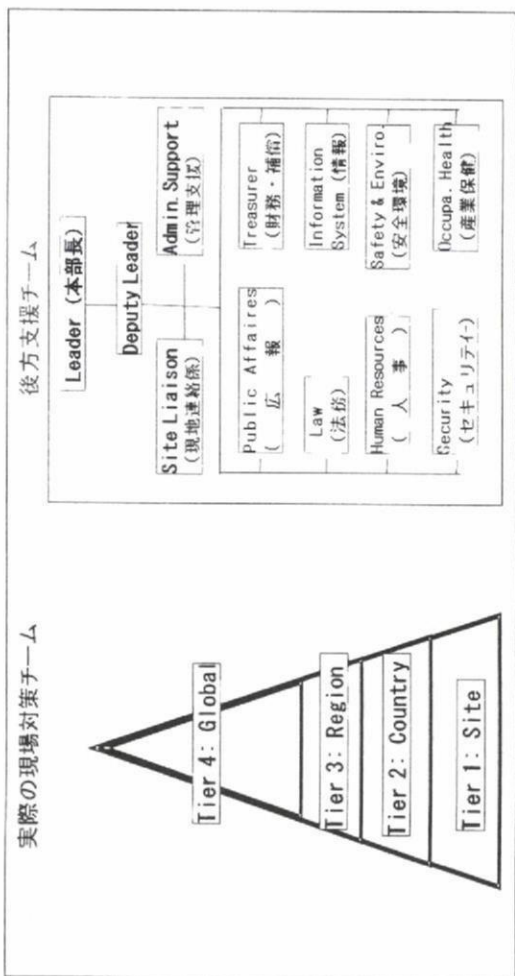 実際の現場対策チーム
Tier 4: Global
Tier 3: Region
Tier 2: Country
Tier 1: Site
後方支援チーム
Leader (本部長)
Deputy Leader
Site Liaison
(現地連絡係)
Admin. Support
(管理支援)
Public Affaires
( 広 報 )
Treasurer
(財務・補償)
Law
(法務)
Information
System (情報)
Human Resources
( 人 事 )
Safety & Enviro.
(安全環境)
Security
(セキュリティー)
Occupa. Health
(産業保健)